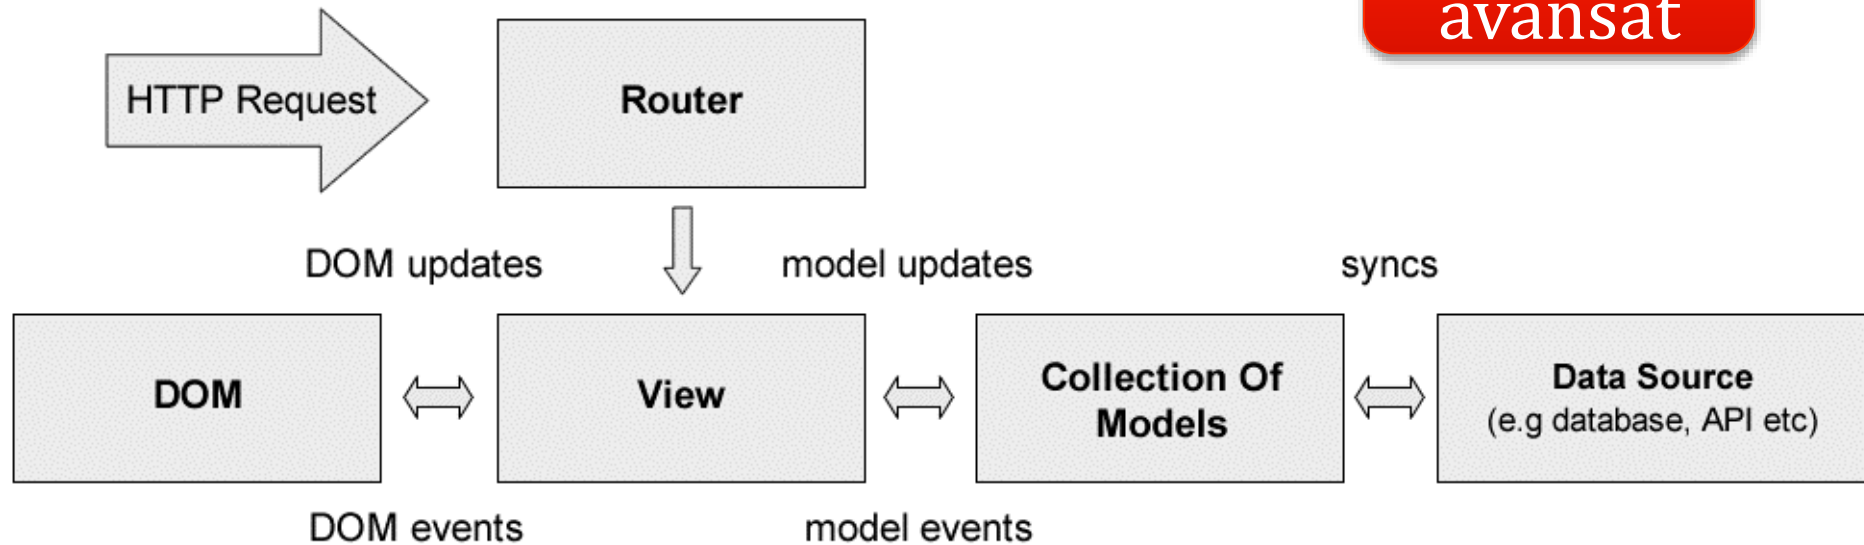 avansat
HTTP Request
Router
DOM updates
model updates
syncs
DOM
View
Collection Of
Models
Data Source
(e.g database, API etc)
DOM events
model events